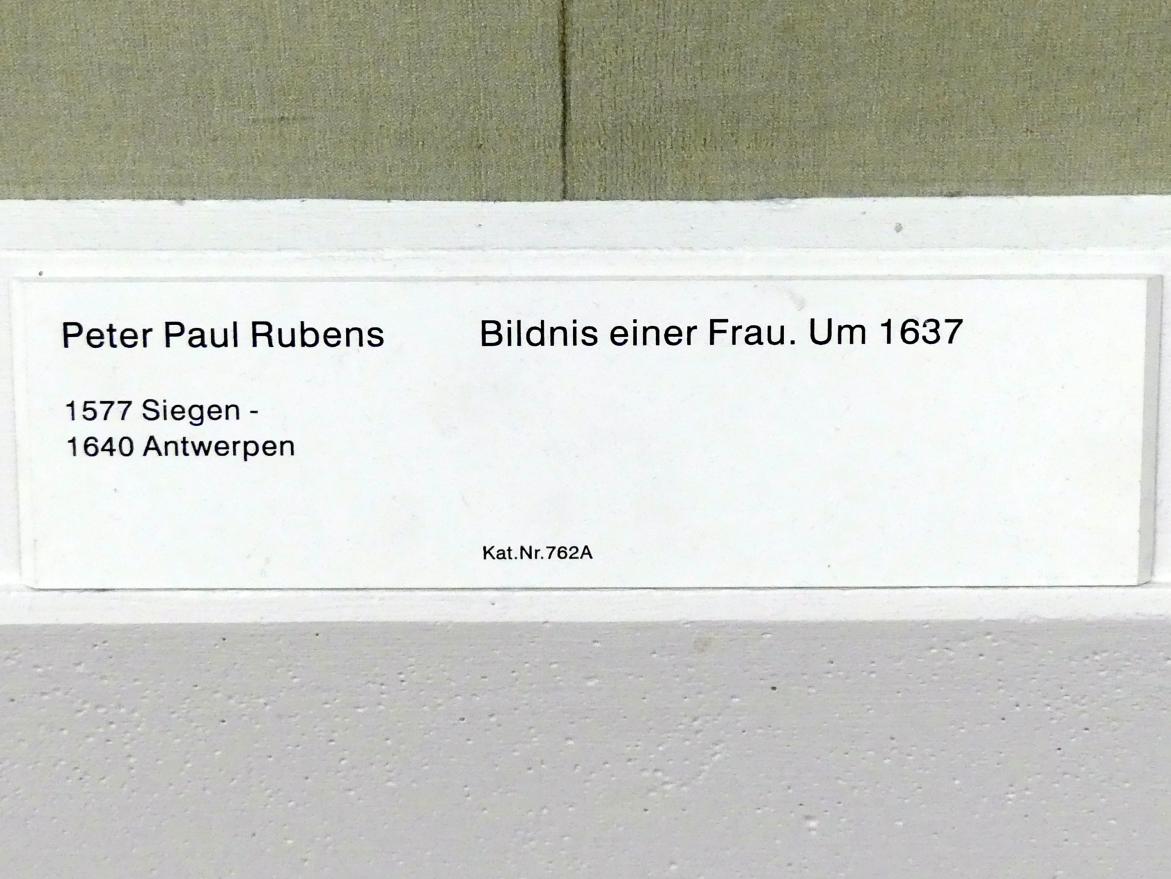 Peter Paul Rubens
1577 Siegen -
1640 Antwerpen
Bildnis einer Frau. Um 1637
Kat.Nr.762A